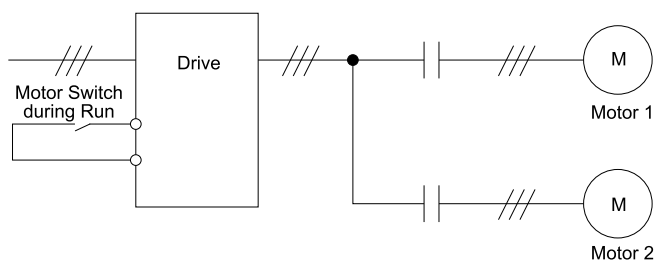 Drive
Motor Switch
during Run
M
Motor 1
M
Motor 2